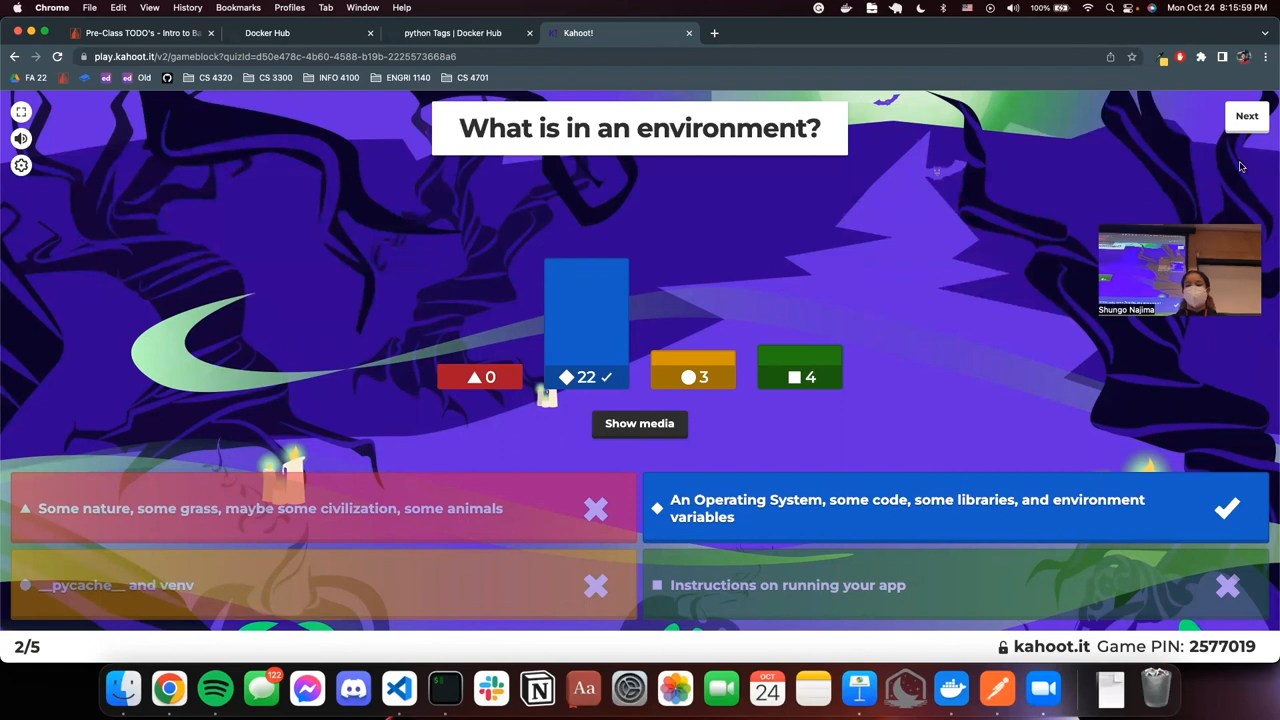 Chrome File Edit View History Bookmarks Profiles Tab Window Help 100% Mon Oct 24 8:15:59 PM
Pre-Class TODO's - Intro to Ba Docker Hub python Tags | Docker Hub Kahoot!
play.kahoot.it/v2/gameblock?quizId=d50e478c-4b60-4588-b19b-2225573668a6
FA 22 ed ed Old CS 4320 CS 3300 INFO 4100 ENGRI 1140 CS 4701
What is in an environment?
Next
Shungo Najima
0 22 3 4
Show media
Some nature, some grass, maybe some civilization, some animals
An Operating System, some code, some libraries, and environment
variables
__pycache__ and venv
Instructions on running your app
2/5
kahoot.it Game PIN: 2577019
122
OCT
24